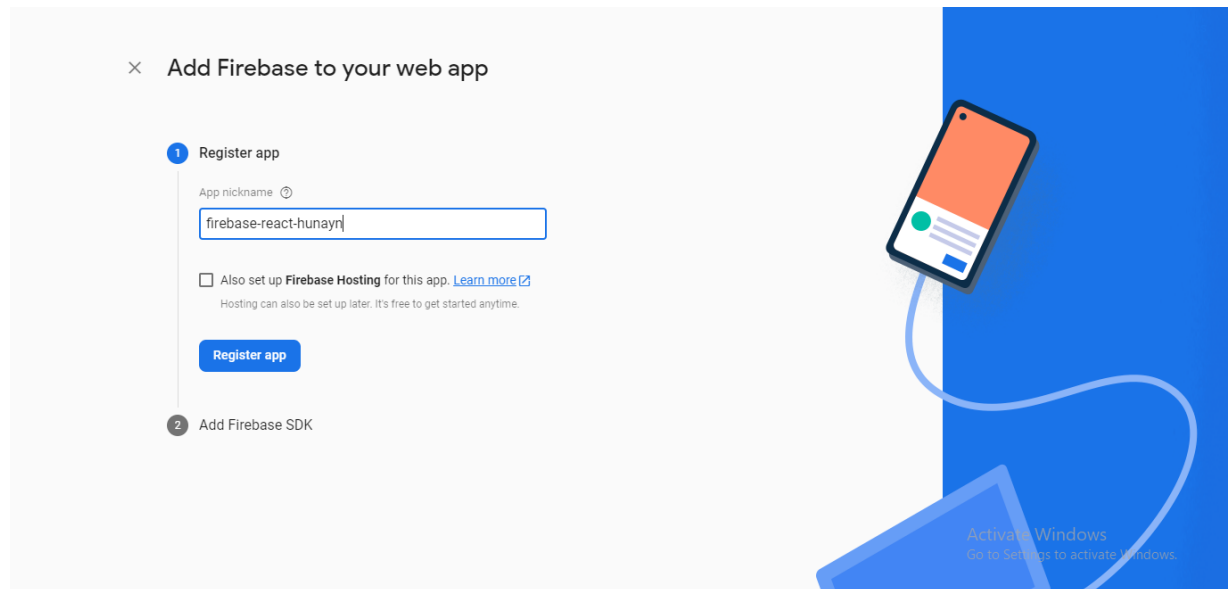 Add Firebase to your web app
1 Register app
App nickname
firebase-react-hunayn
Also set up Firebase Hosting for this app. Learn more
Hosting can also be set up later. It's free to get started anytime.
Register app
2 Add Firebase SDK
Activate Windows
Go to Settings to activate Windows.